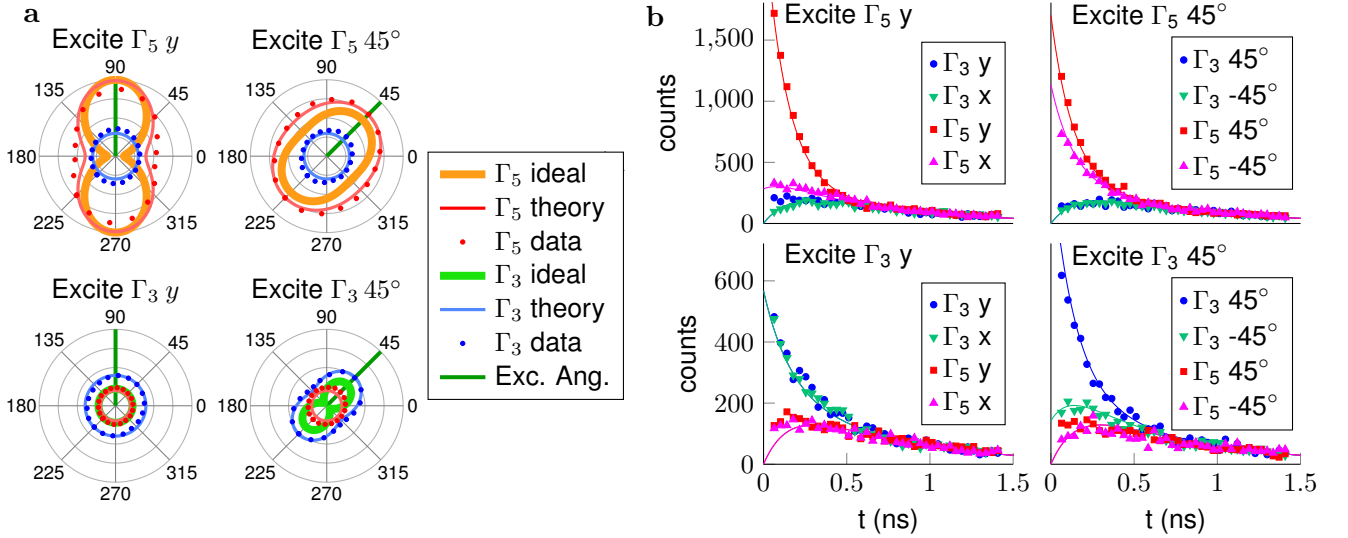 a
Excite Γ₅ y
90
135
45
180
0
225
315
270
Excite Γ₅ 45°
90
135
45
180
0
225
315
270
Excite Γ₃ y
90
135
45
180
0
225
315
270
Excite Γ₃ 45°
90
135
45
180
0
225
315
270
Γ₅ ideal
Γ₅ theory
Γ₅ data
Γ₃ ideal
Γ₃ theory
Γ₃ data
Exc. Ang.
b
Excite Γ₅ y
counts
1,500
1,000
500
0
Γ₃ y
Γ₃ x
Γ₅ y
Γ₅ x
Excite Γ₅ 45°
Γ₃ 45°
Γ₃ -45°
Γ₅ 45°
Γ₅ -45°
Excite Γ₃ y
counts
600
400
200
0
Γ₃ y
Γ₃ x
Γ₅ y
Γ₅ x
0
0.5
1
1.5
t (ns)
Excite Γ₃ 45°
Γ₃ 45°
Γ₃ -45°
Γ₅ 45°
Γ₅ -45°
0
0.5
1
1.5
t (ns)